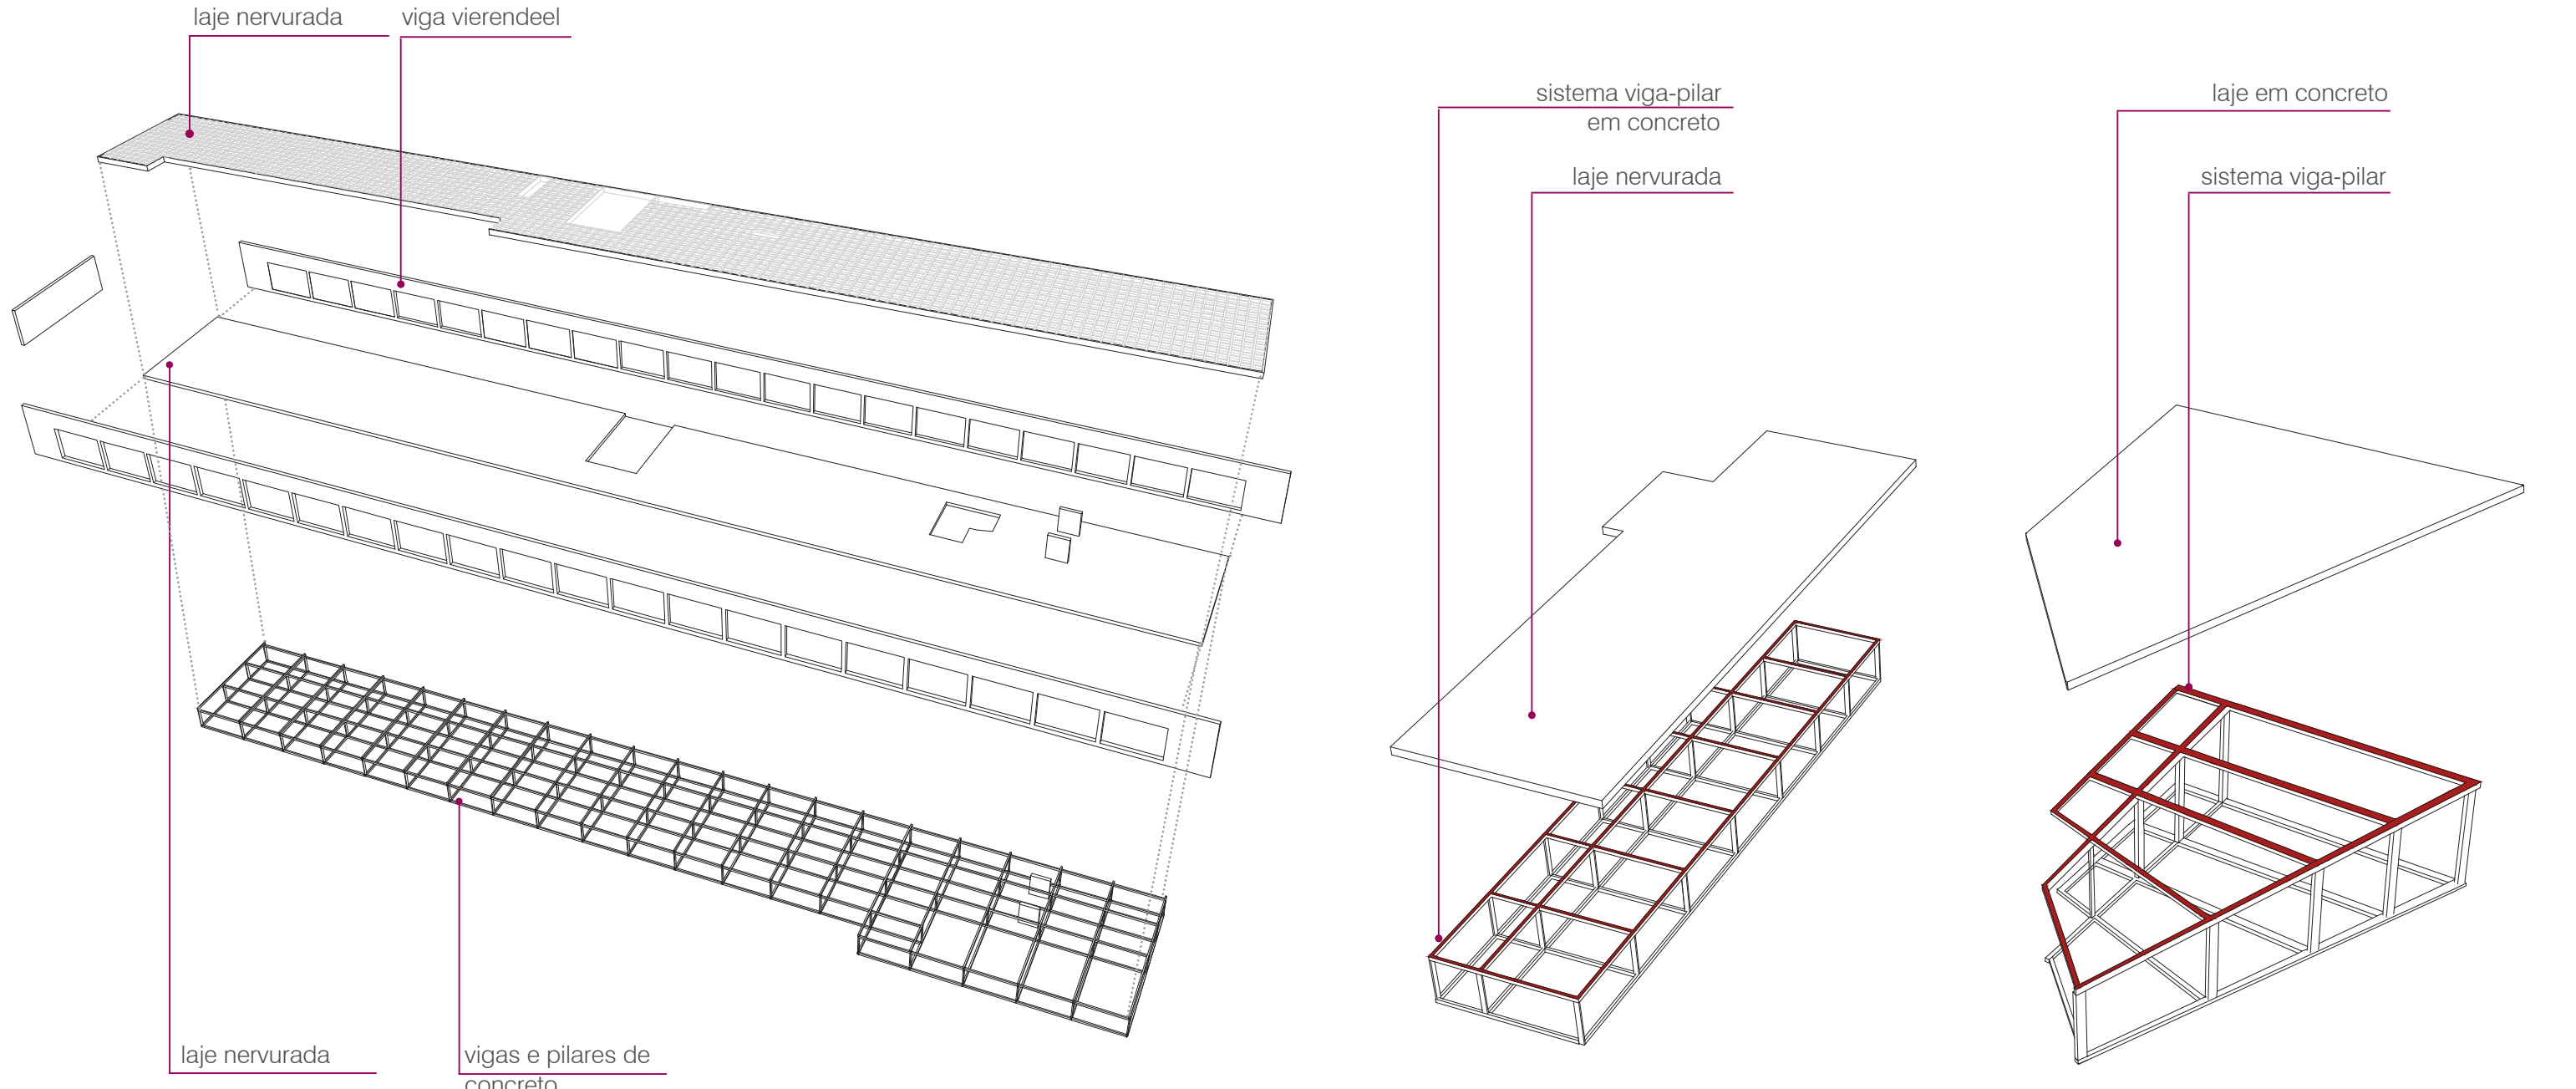 laje nervurada
viga vierendeel
sistema viga-pilar
em concreto
laje nervurada
laje em concreto
sistema viga-pilar
laje nervurada
vigas e pilares de
concreto